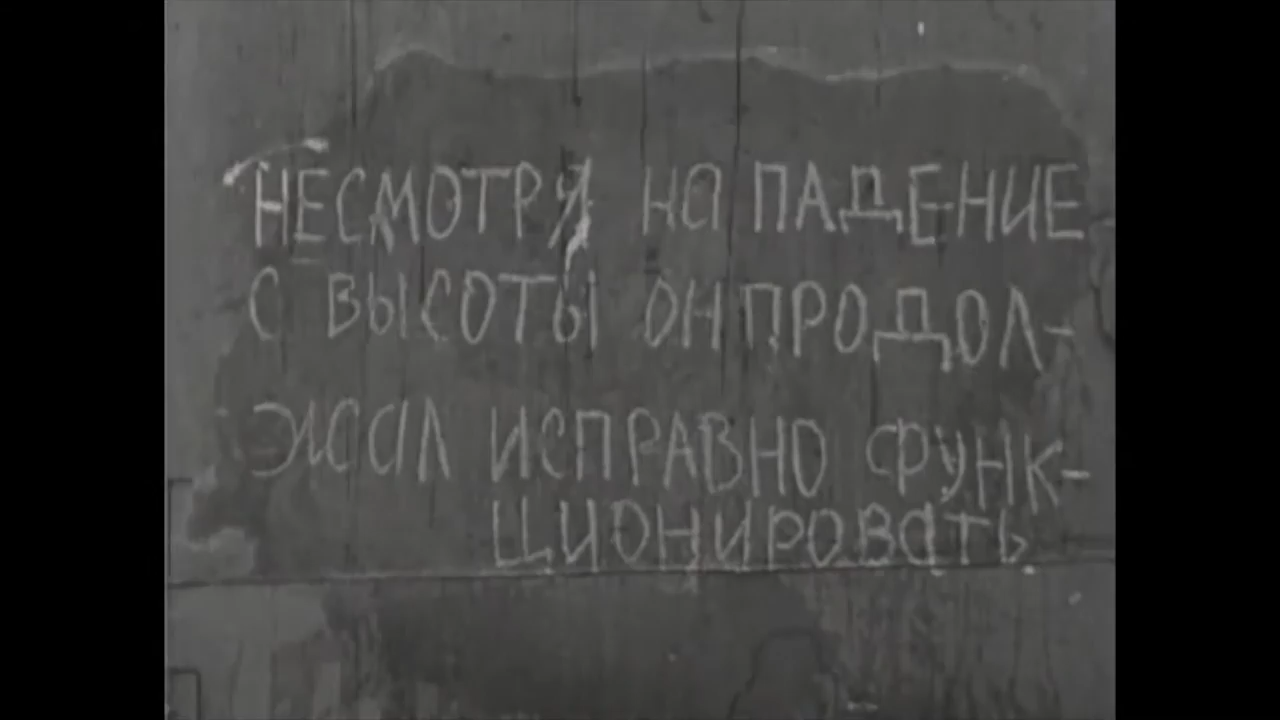 НЕСМОТРЯ НА ПАДЕНИЕ
С ВЫСОТЫ ОН ПРОДОЛ-
ЖАЛ ИСПРАВНО ФУНК-
ЦИОНИРОВАТЬ